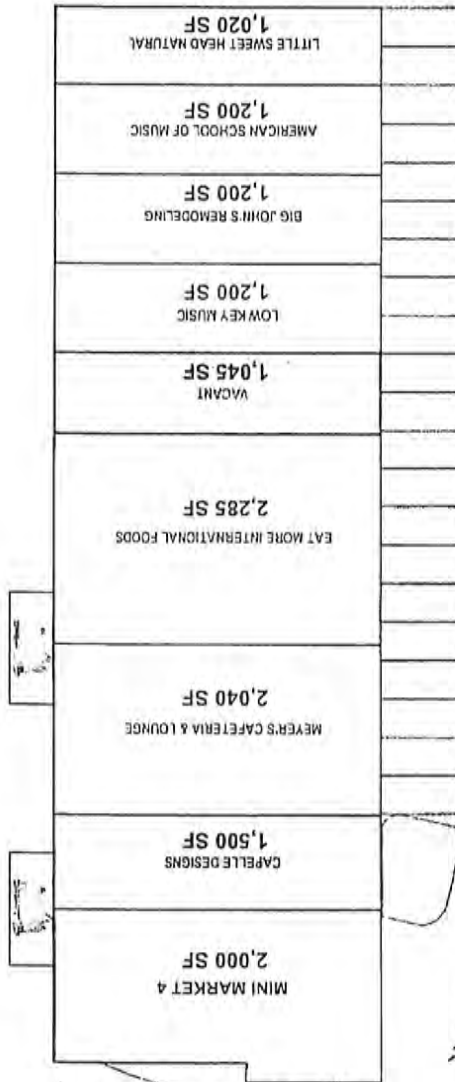 MINI MARKET 4
2,000 SF
CAPELLE DESIGNS
1,500 SF
MEYER'S CAFETERIA & LOUNGE
2,040 SF
EAT MORE INTERNATIONAL FOODS
2,285 SF
VACANT
1,045 SF
LOW KEY MUSIC
1,200 SF
BIG JOHN'S REMODELING
1,200 SF
AMERICAN SCHOOL OF MUSIC
1,200 SF
LITTLE SWEET HEAD NATURAL
1,020 SF